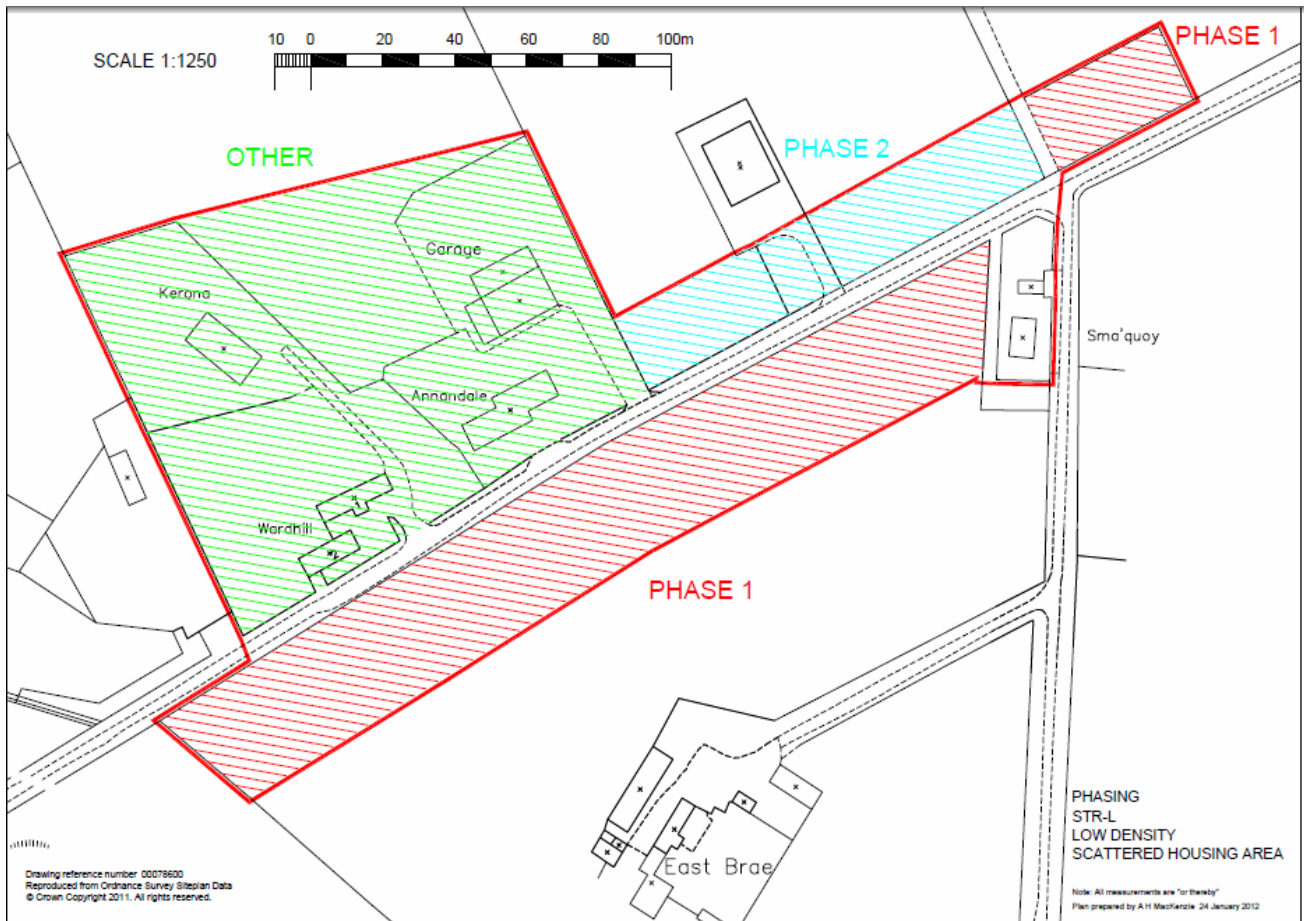 SCALE 1:1250
10 0 20 40 60 80 100m
PHASE 1
OTHER
PHASE 2
Garage
Kerona
Sma'quoy
Annandale
Wardhill
1
2
PHASE 1
East Brae
PHASING
STR-L
LOW DENSITY
SCATTERED HOUSING AREA
Drawing reference number 00078600
Reproduced from Ordnance Survey Siteplan Data
© Crown Copyright 2011. All rights reserved.
Note: All measurements are "or thereby"
Plan prepared by A H MacKenzie 24 January 2012